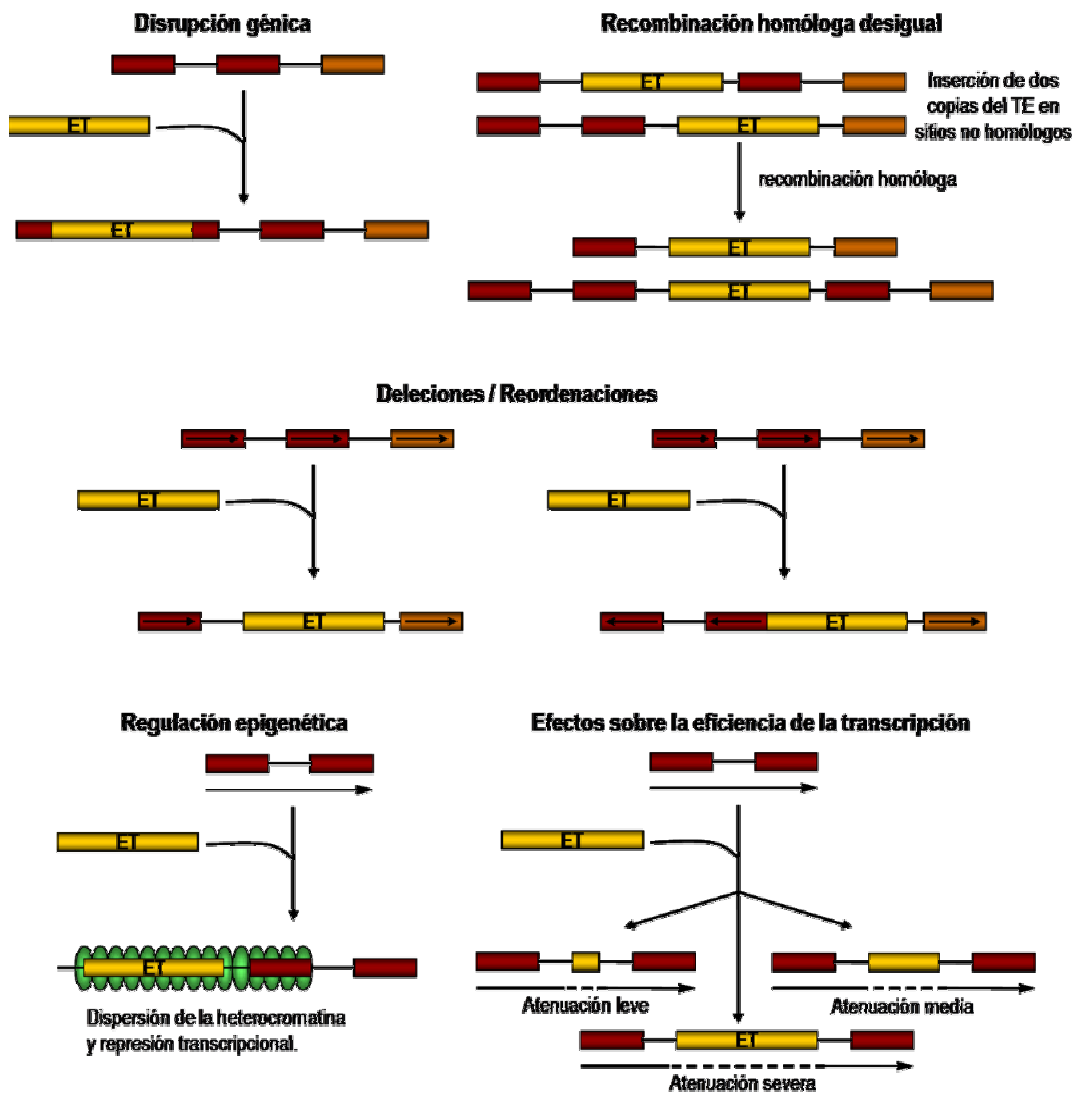 Disrupción génica
ET
ET
Recombinación homóloga desigual
ET
ET
Inserción de dos
copias del TE en
sitios no homólogos
recombinación homóloga
ET
ET
Deleciones / Reordenaciones
ET
ET
ET
ET
Regulación epigenética
ET
ET
Dispersión de la heterocromatina
y represión transcripcional.
Efectos sobre la eficiencia de la transcripción
ET
Atenuación leve
Atenuación media
ET
Atenuación severa